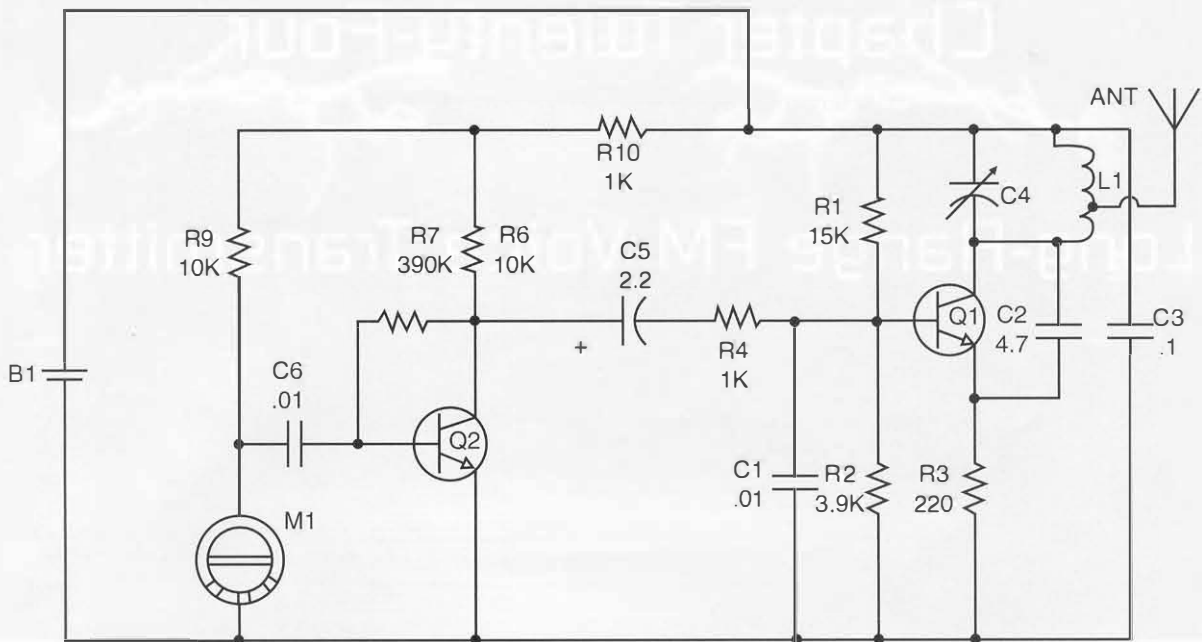 Chapter Twenty-Four
ANT
R10
1K
C4
L1
R1
15K
Long-Range FM Transmitter
R9
10K
R7
390K
R6
10K
C5
2.2
+
R4
1K
Q1
C2
4.7
C3
.1
B1
C6
.01
Q2
C1
.01
R2
3.9K
R3
220
M1